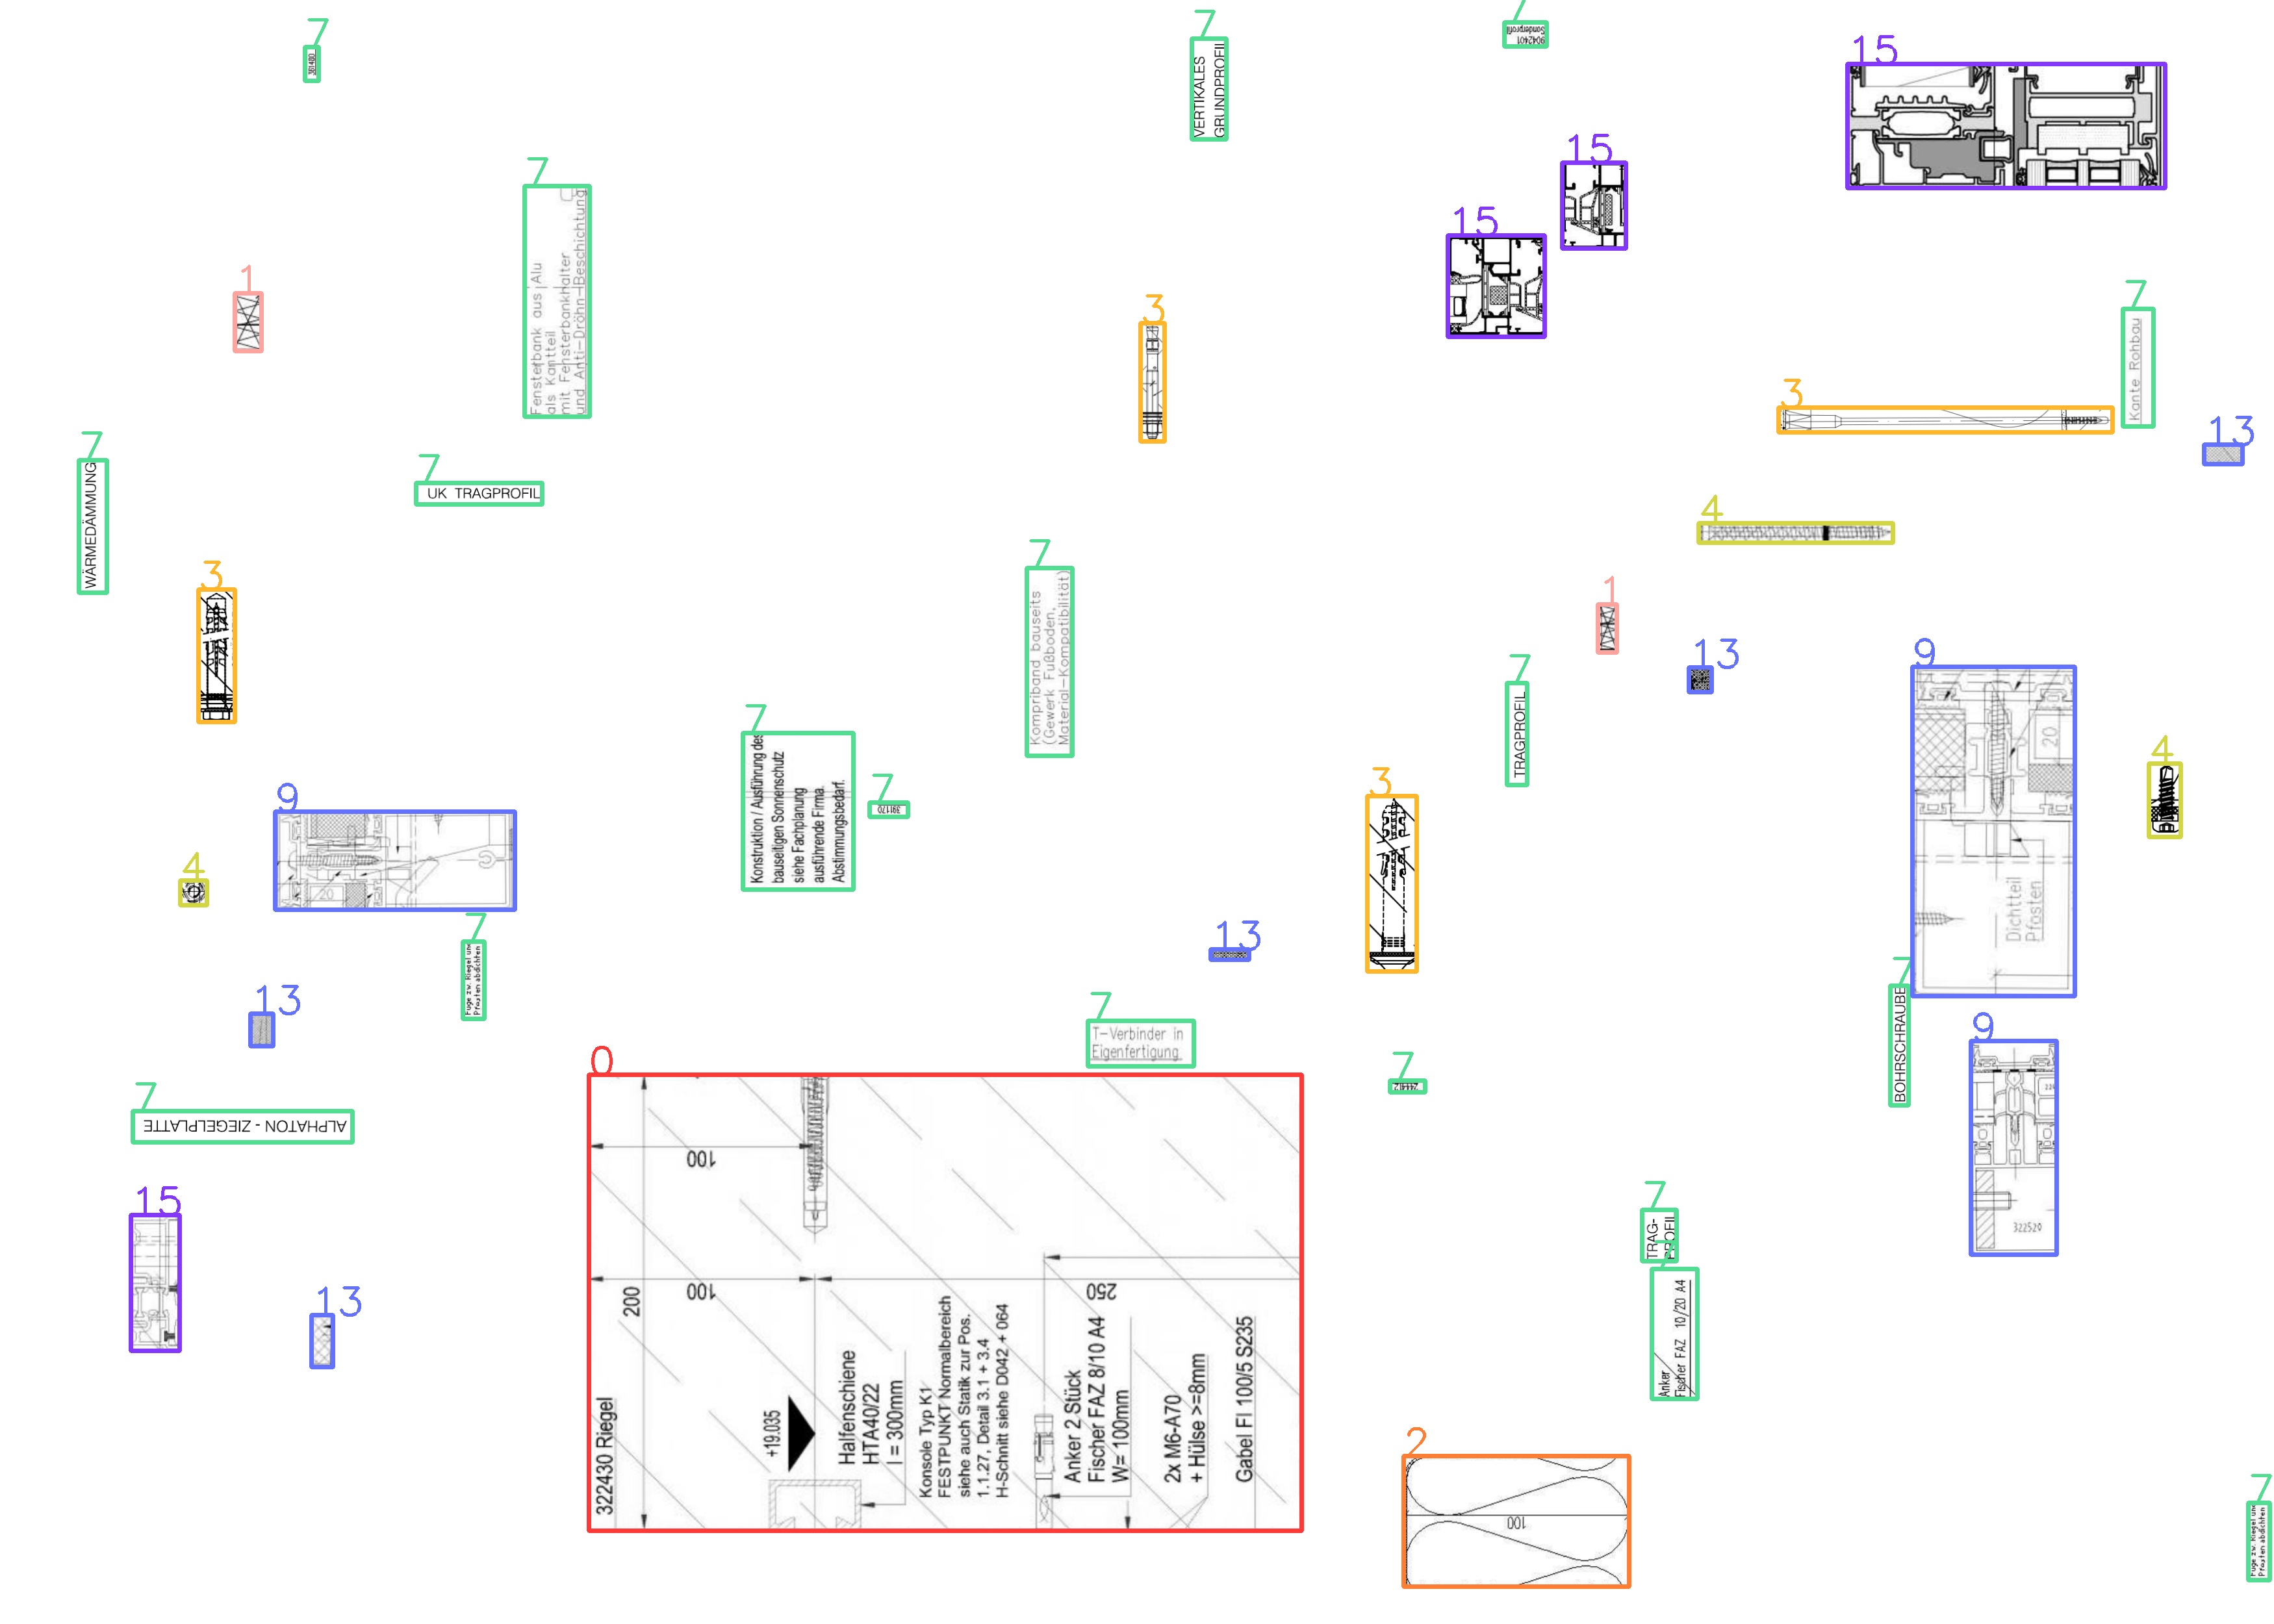 7
381480
7
VERTIKALES
GRUNDPROFIL
7
9042401
Sonderprofil
15
15
15
7
Fensterbank aus Alu
als Kantteil
mit Fensterbankhalter
und Anti-Dröhn-Beschichtung
1
3
7
Kante Rohbau
3
13
7
WÄRMEDÄMMUNG
7
UK TRAGPROFIL
4
7
Kompriband bauseits
(Gewerk Fußboden,
Material-Kompatibilität)
3
1
13
7
TRAGPROFIL
9
20
Dichtteil
Pfosten
4
7
Konstruktion / Ausführung des
bauseitigen Sonnenschutz
siehe Fachplanung
ausführende Firma.
Abstimmungsbedarf.
7
391170
3
9
20
4
7
Fuge zw. Riegel und
Pfosten abdichten
13
13
7
BOHRSCHRAUBE
7
T-Verbinder in
Eigenfertigung
9
322520
0
100
200
100
250
322430 Riegel
+19.035
Halfenschiene
HTA40/22
l = 300mm
Konsole Typ K1
FESTPUNKT Normalbereich
siehe auch Statik zur Pos.
1.1.27, Detail 3.1 + 3.4
H-Schnitt siehe D042 + 064
Anker 2 Stück
Fischer FAZ 8/10 A4
W= 100mm
2x M6-A70
+ Hülse >=8mm
Gabel FI 100/5 S235
7
244412
7
ALPHATON - ZIEGELPLATTE
15
13
7
TRAG-
PROFIL
7
Anker
Fischer FAZ 10/20 A4
2
100
7
Fuge zw. Riegel und
Pfosten abdichten